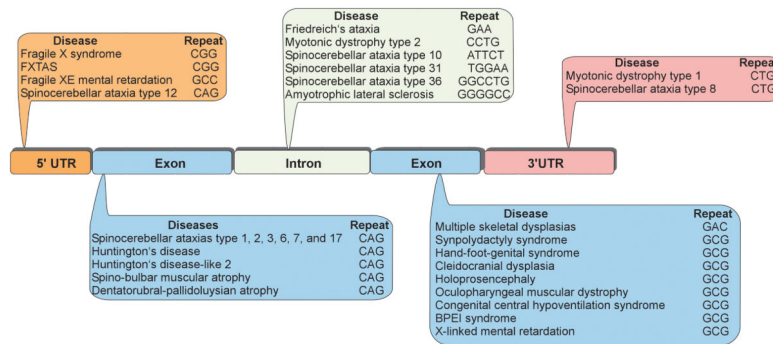 Disease Repeat
Fragile X syndrome CGG
FXTAS CGG
Fragile XE mental retardation GCC
Spinocerebellar ataxia type 12 CAG
Disease Repeat
Friedreich's ataxia GAA
Myotonic dystrophy type 2 CCTG
Spinocerebellar ataxia type 10 ATTCT
Spinocerebellar ataxia type 31 TGGAA
Spinocerebellar ataxia type 36 GGCCTG
Amyotrophic lateral sclerosis GGGGCC
Disease Repeat
Myotonic dystrophy type 1 CTG
Spinocerebellar ataxia type 8 CTG
5' UTR Exon Intron Exon 3'UTR
Diseases Repeat
Spinocerebellar ataxias type 1, 2, 3, 6, 7, and 17 CAG
Huntington's disease CAG
Huntington's disease-like 2 CAG
Spino-bulbar muscular atrophy CAG
Dentatorubral-pallidoluysian atrophy CAG
Disease Repeat
Multiple skeletal dysplasias GAC
Synpolydactyly syndrome GCG
Hand-foot-genital syndrome GCG
Cleidocranial dysplasia GCG
Holoprosencephaly GCG
Oculopharyngeal muscular dystrophy GCG
Congenital central hypoventilation syndrome GCG
BPEI syndrome GCG
X-linked mental retardation GCG